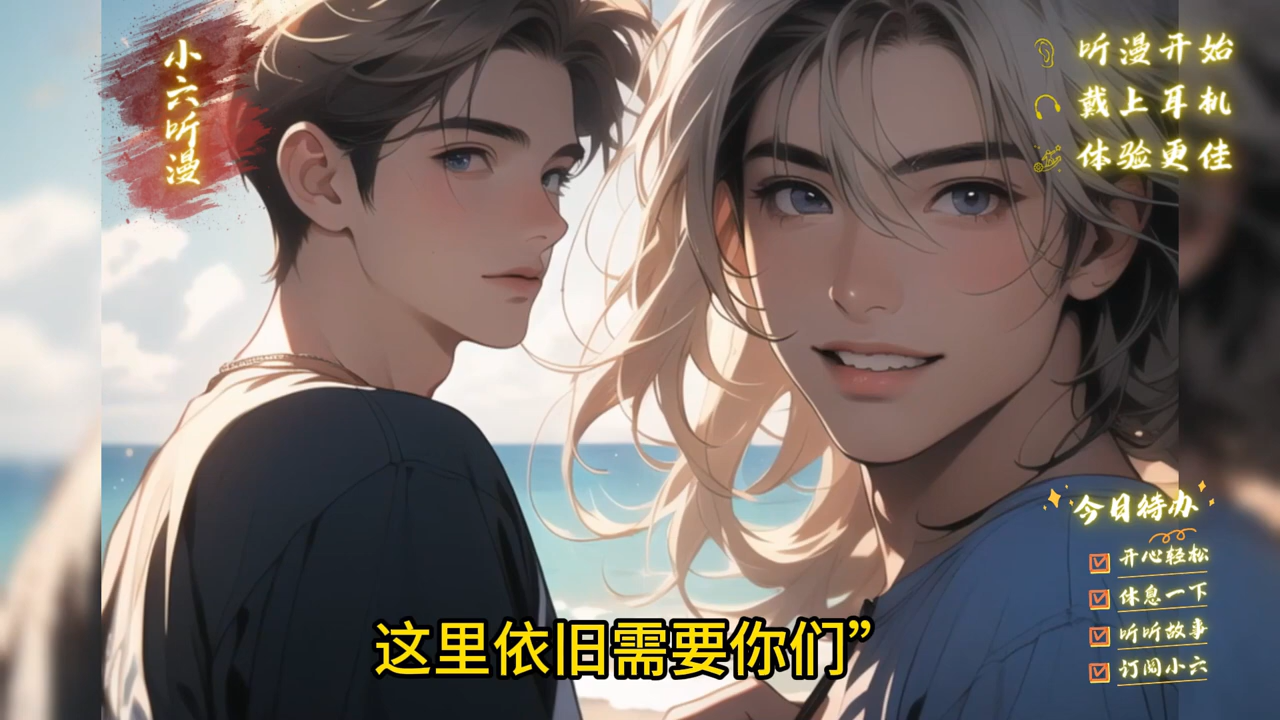 小六听漫
听漫开始
戴上耳机
体验更佳
今日待办
开心轻松
休息一下
听听故事
订阅小六
这里依旧需要你们”